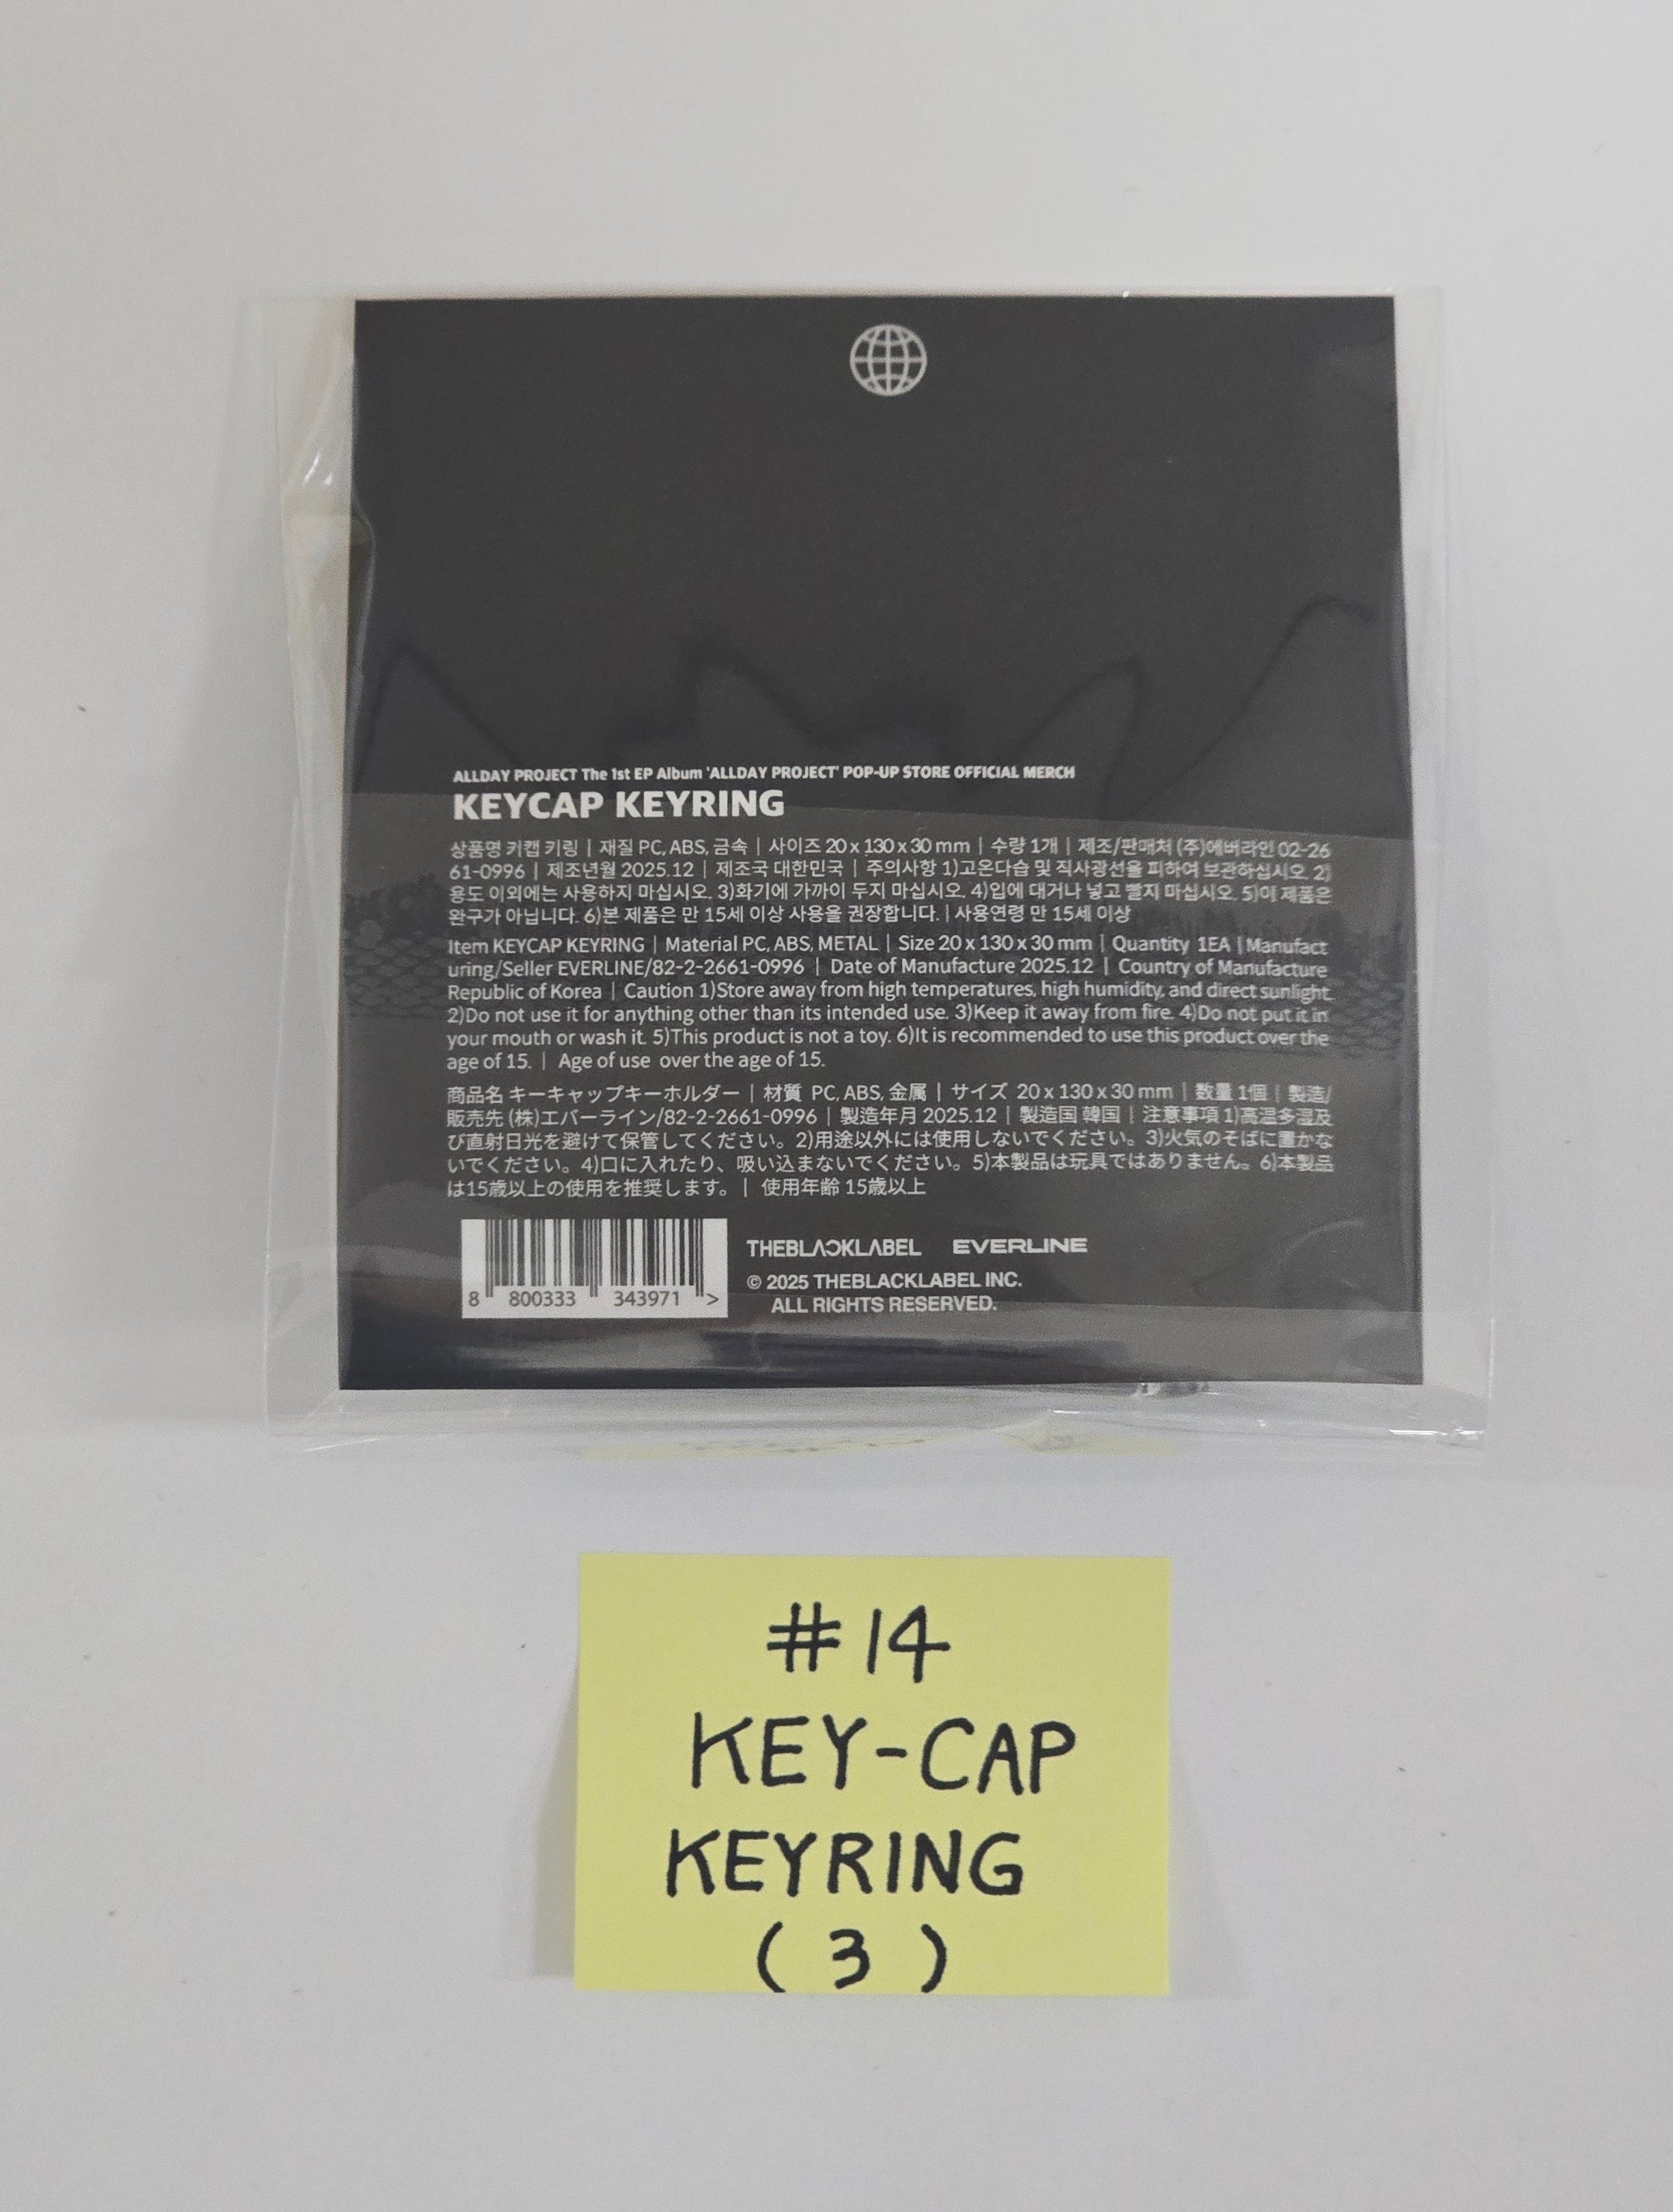 ALLDAY PROJECT The 1st EP Album 'ALLDAY PROJECT' POP-UP STORE OFFICIAL MERCH
KEYCAP KEYRING
상품명 키캡 키링 | 재질 PC, ABS, 금속 | 사이즈 20 x 130 x 30 mm | 수량 1개 | 제조/판매처 (주)에버라인 02-26
61-0996 | 제조년월 2025.12 | 제조국 대한민국 | 주의사항 1)고온다습 및 직사광선을 피하여 보관하십시오. 2)
용도 이외에는 사용하지 마십시오. 3)화기에 가까이 두지 마십시오. 4)입에 대거나 넣고 빨지 마십시오. 5)이 제품은
완구가 아닙니다. 6)본 제품은 만 15세 이상 사용을 권장합니다. | 사용연령 만 15세 이상
Item KEYCAP KEYRING | Material PC, ABS, METAL | Size 20 x 130 x 30 mm | Quantity 1EA | Manufact
uring/Seller EVERLINE/82-2-2661-0996 | Date of Manufacture 2025.12 | Country of Manufacture
Republic of Korea | Caution 1)Store away from high temperatures, high humidity, and direct sunlight.
2)Do not use it for anything other than its intended use. 3)Keep it away from fire. 4)Do not put it in
your mouth or wash it. 5)This product is not a toy. 6)It is recommended to use this product over the
age of 15. | Age of use over the age of 15.
商品名 キーキャップキーホルダー | 材質 PC, ABS, 金属 | サイズ 20 x 130 x 30 mm | 数量 1個 | 製造/
販売先 (株)エバーライン/82-2-2661-0996 | 製造年月 2025.12 | 製造国 韓国 | 注意事項 1)高温多湿及
び直射日光を避けて保管してください。2)用途以外には使用しないでください。3)火気のそばに置かな
いでください。4)口に入れたり、吸い込まないでください。5)本製品は玩具ではありません。6)本製品
は15歳以上の使用を推奨します。| 使用年齢 15歳以上
8 800333 343971 >
THEBLACKLABEL EVERLINE
© 2025 THEBLACKLABEL INC.
ALL RIGHTS RESERVED.
#14
KEY-CAP
KEYRING
( 3 )